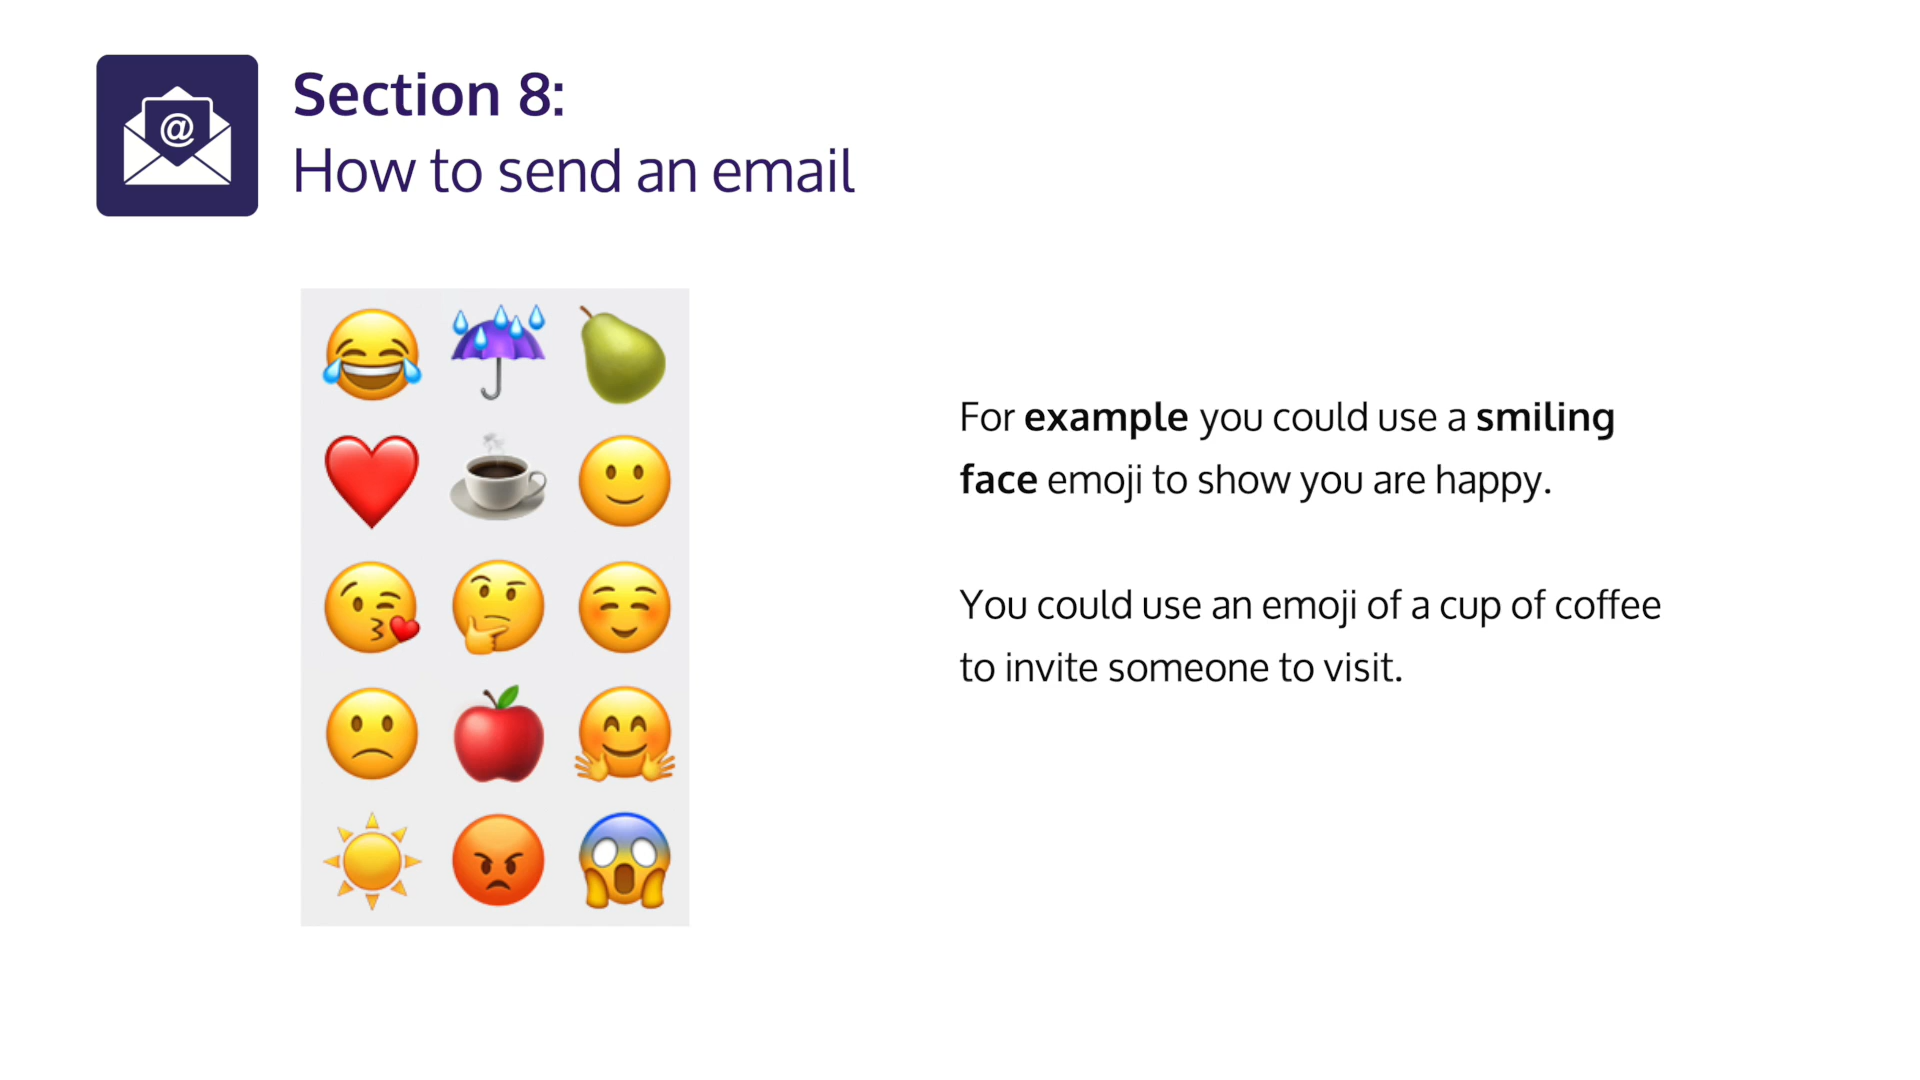 @
Section 8:
How to send an email
For example you could use a smiling
face emoji to show you are happy.
You could use an emoji of a cup of coffee
to invite someone to visit.